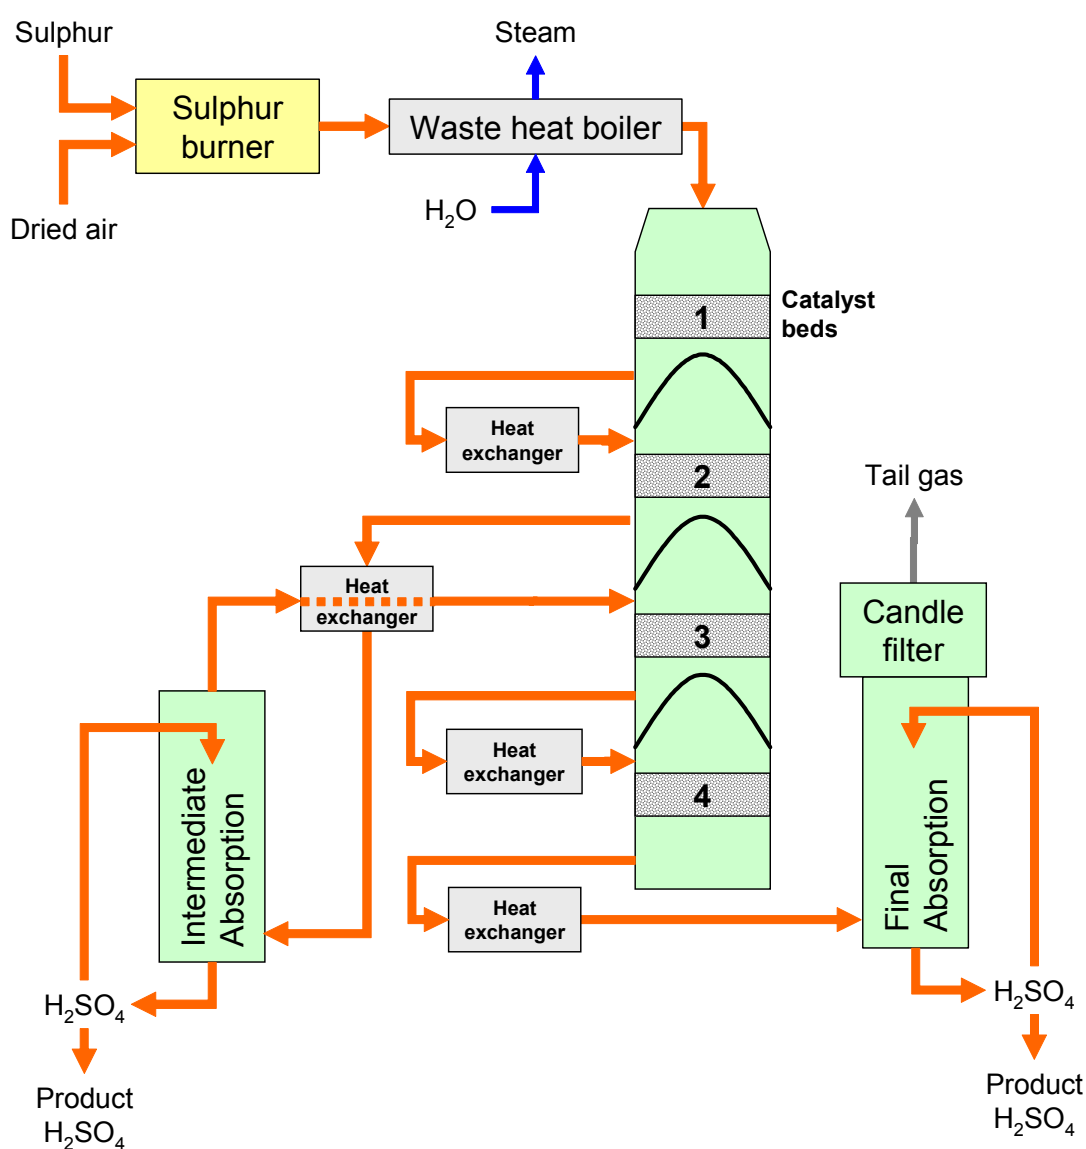 Sulphur
Steam
Sulphur
burner
Waste heat boiler
H₂O
Dried air
1
Catalyst
beds
Heat
exchanger
2
Tail gas
Heat
exchanger
3
Candle
filter
Heat
exchanger
4
Intermediate
Absorption
Final
Absorption
Heat
exchanger
H₂SO₄
H₂SO₄
Product
H₂SO₄
Product
H₂SO₄